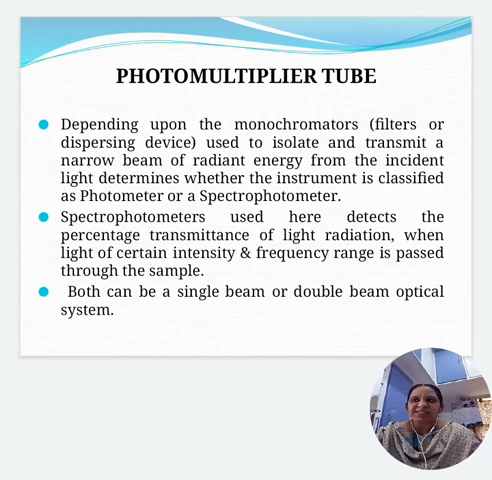 PHOTOMULTIPLIER TUBE
Depending upon the monochromators (filters or
dispersing device) used to isolate and transmit a
narrow beam of radiant energy from the incident
light determines whether the instrument is classified
as Photometer or a Spectrophotometer.
Spectrophotometers used here detects the
percentage transmittance of light radiation, when
light of certain intensity & frequency range is passed
through the sample.
Both can be a single beam or double beam optical
system.